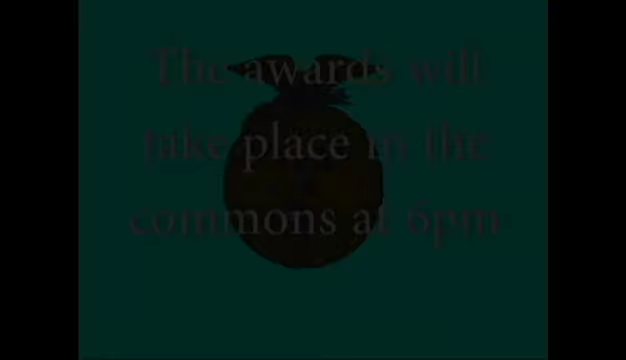 The awards will
take place in the
commons at 6pm